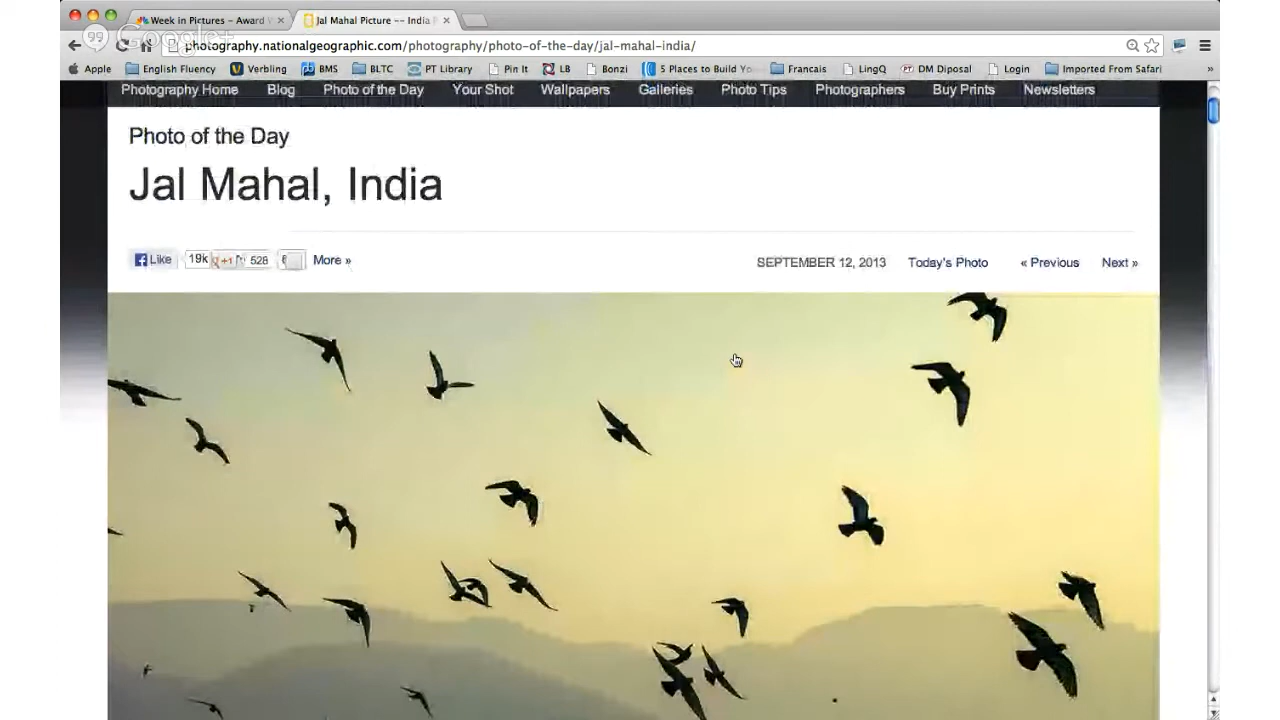 Week in Pictures – Award
Jal Mahal Picture -- India
Google+
photography.nationalgeographic.com/photography/photo-of-the-day/jal-mahal-india/
Apple English Fluency Verbling BMS BLTC PT Library Pin It LB Bonzi 5 Places to Build Yo Francais LingQ DM Diposal Login Imported From Safari »
Photography Home Blog Photo of the Day Your Shot Wallpapers Galleries Photo Tips Photographers Buy Prints Newsletters
Photo of the Day
Jal Mahal, India
Like 19k +1 528 More »
SEPTEMBER 12, 2013 Today's Photo « Previous Next »